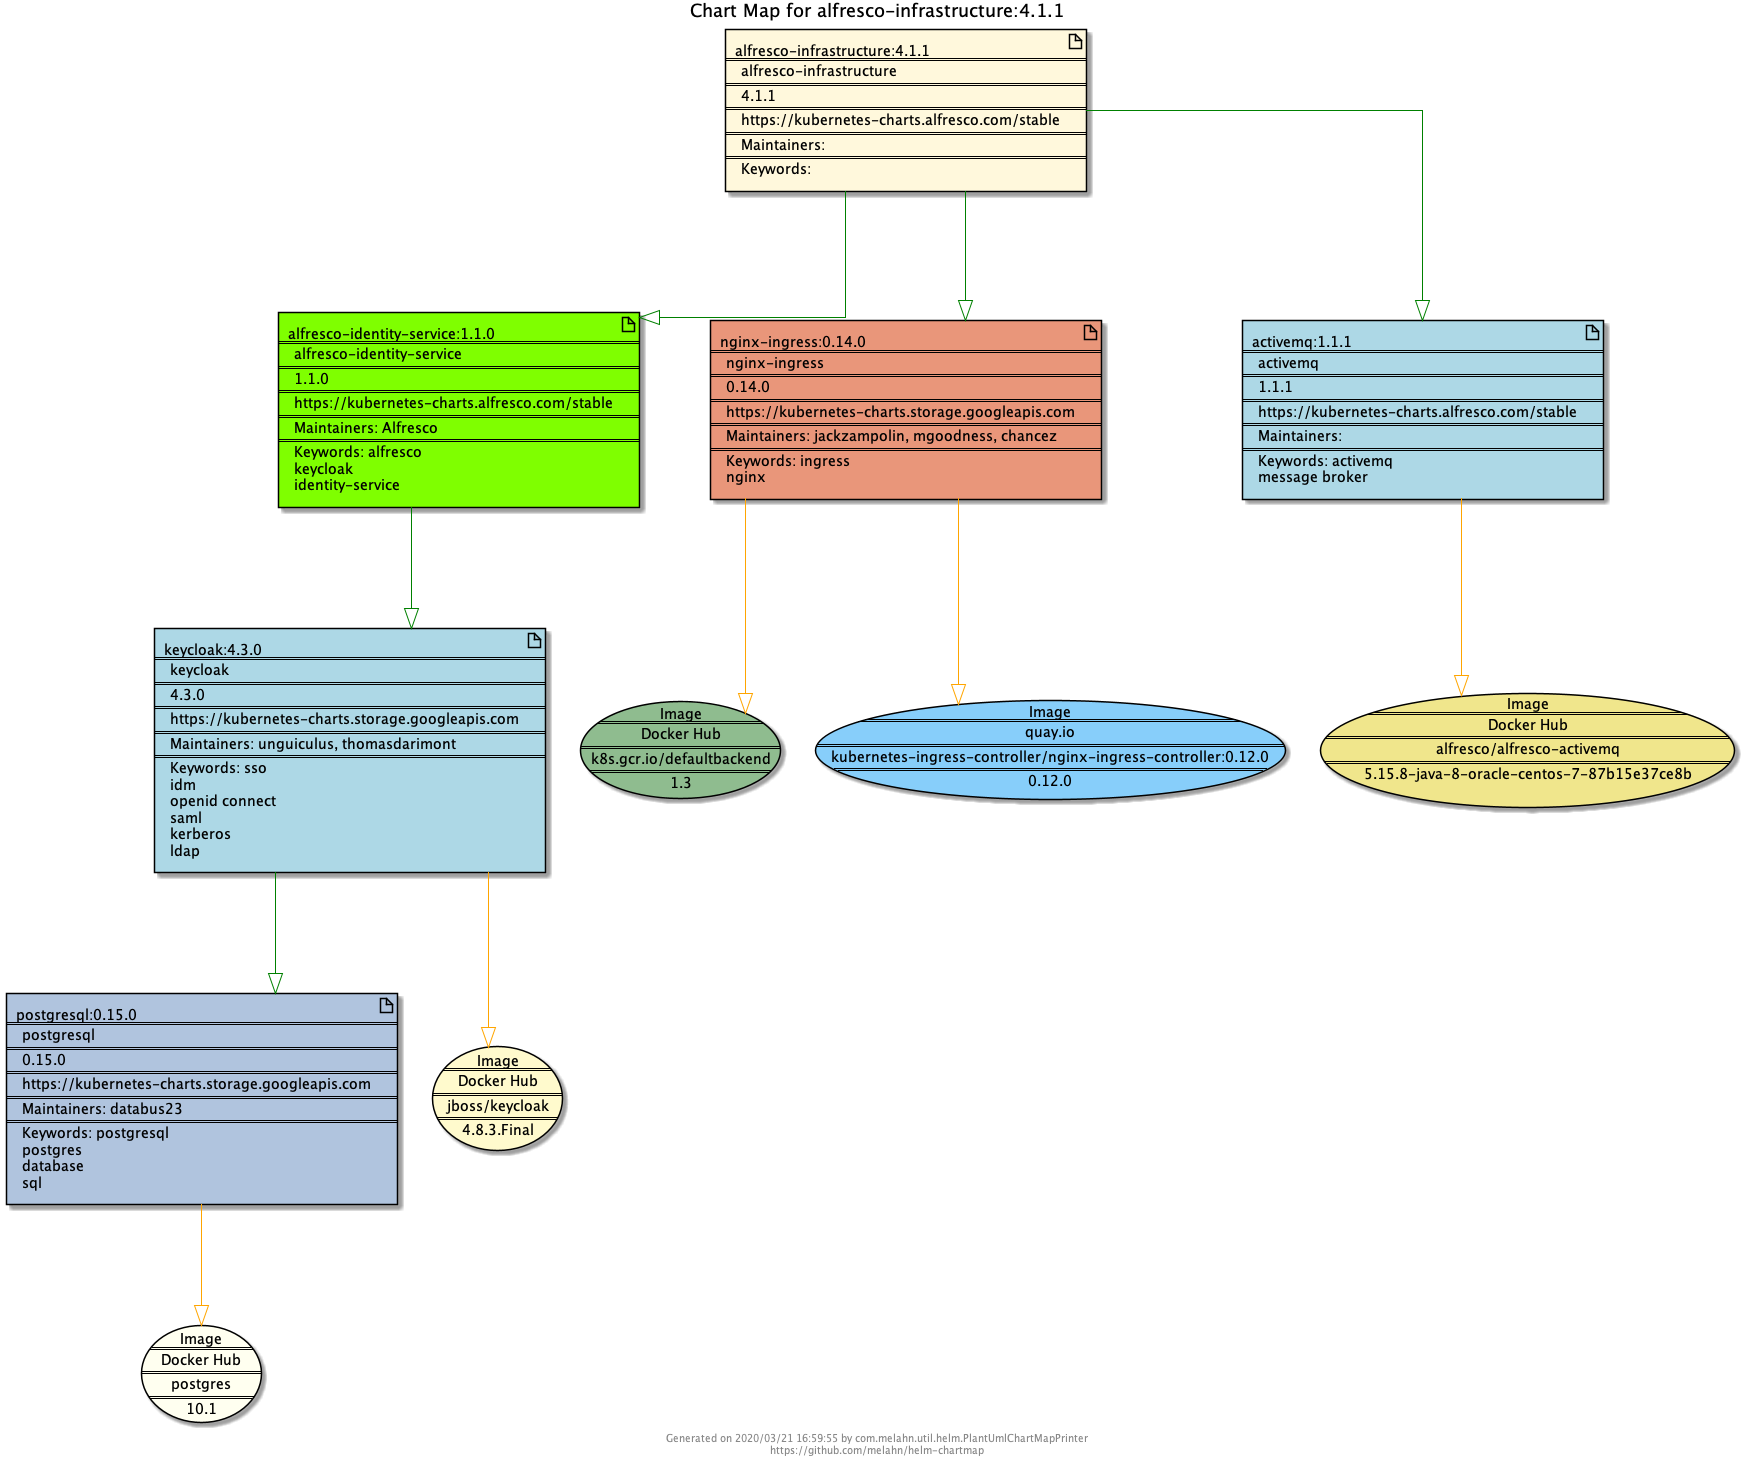 Chart Map for alfresco-infrastructure:4.1.1
alfresco-infrastructure:4.1.1
alfresco-infrastructure
4.1.1
https://kubernetes-charts.alfresco.com/stable
Maintainers:
Keywords:
alfresco-identity-service:1.1.0
alfresco-identity-service
1.1.0
https://kubernetes-charts.alfresco.com/stable
Maintainers: Alfresco
Keywords: alfresco
keycloak
identity-service
nginx-ingress:0.14.0
nginx-ingress
0.14.0
https://kubernetes-charts.storage.googleapis.com
Maintainers: jackzampolin, mgoodness, chancez
Keywords: ingress
nginx
activemq:1.1.1
activemq
1.1.1
https://kubernetes-charts.alfresco.com/stable
Maintainers:
Keywords: activemq
message broker
keycloak:4.3.0
keycloak
4.3.0
https://kubernetes-charts.storage.googleapis.com
Maintainers: unguiculus, thomasdarimont
Keywords: sso
idm
openid connect
saml
kerberos
ldap
Image
Docker Hub
k8s.gcr.io/defaultbackend
1.3
Image
quay.io
kubernetes-ingress-controller/nginx-ingress-controller:0.12.0
0.12.0
Image
Docker Hub
alfresco/alfresco-activemq
5.15.8-java-8-oracle-centos-7-87b15e37ce8b
postgresql:0.15.0
postgresql
0.15.0
https://kubernetes-charts.storage.googleapis.com
Maintainers: databus23
Keywords: postgresql
postgres
database
sql
Image
Docker Hub
jboss/keycloak
4.8.3.Final
Image
Docker Hub
postgres
10.1
Generated on 2020/03/21 16:59:55 by com.melahn.util.helm.PlantUmlChartMapPrinter
https://github.com/melahn/helm-chartmap